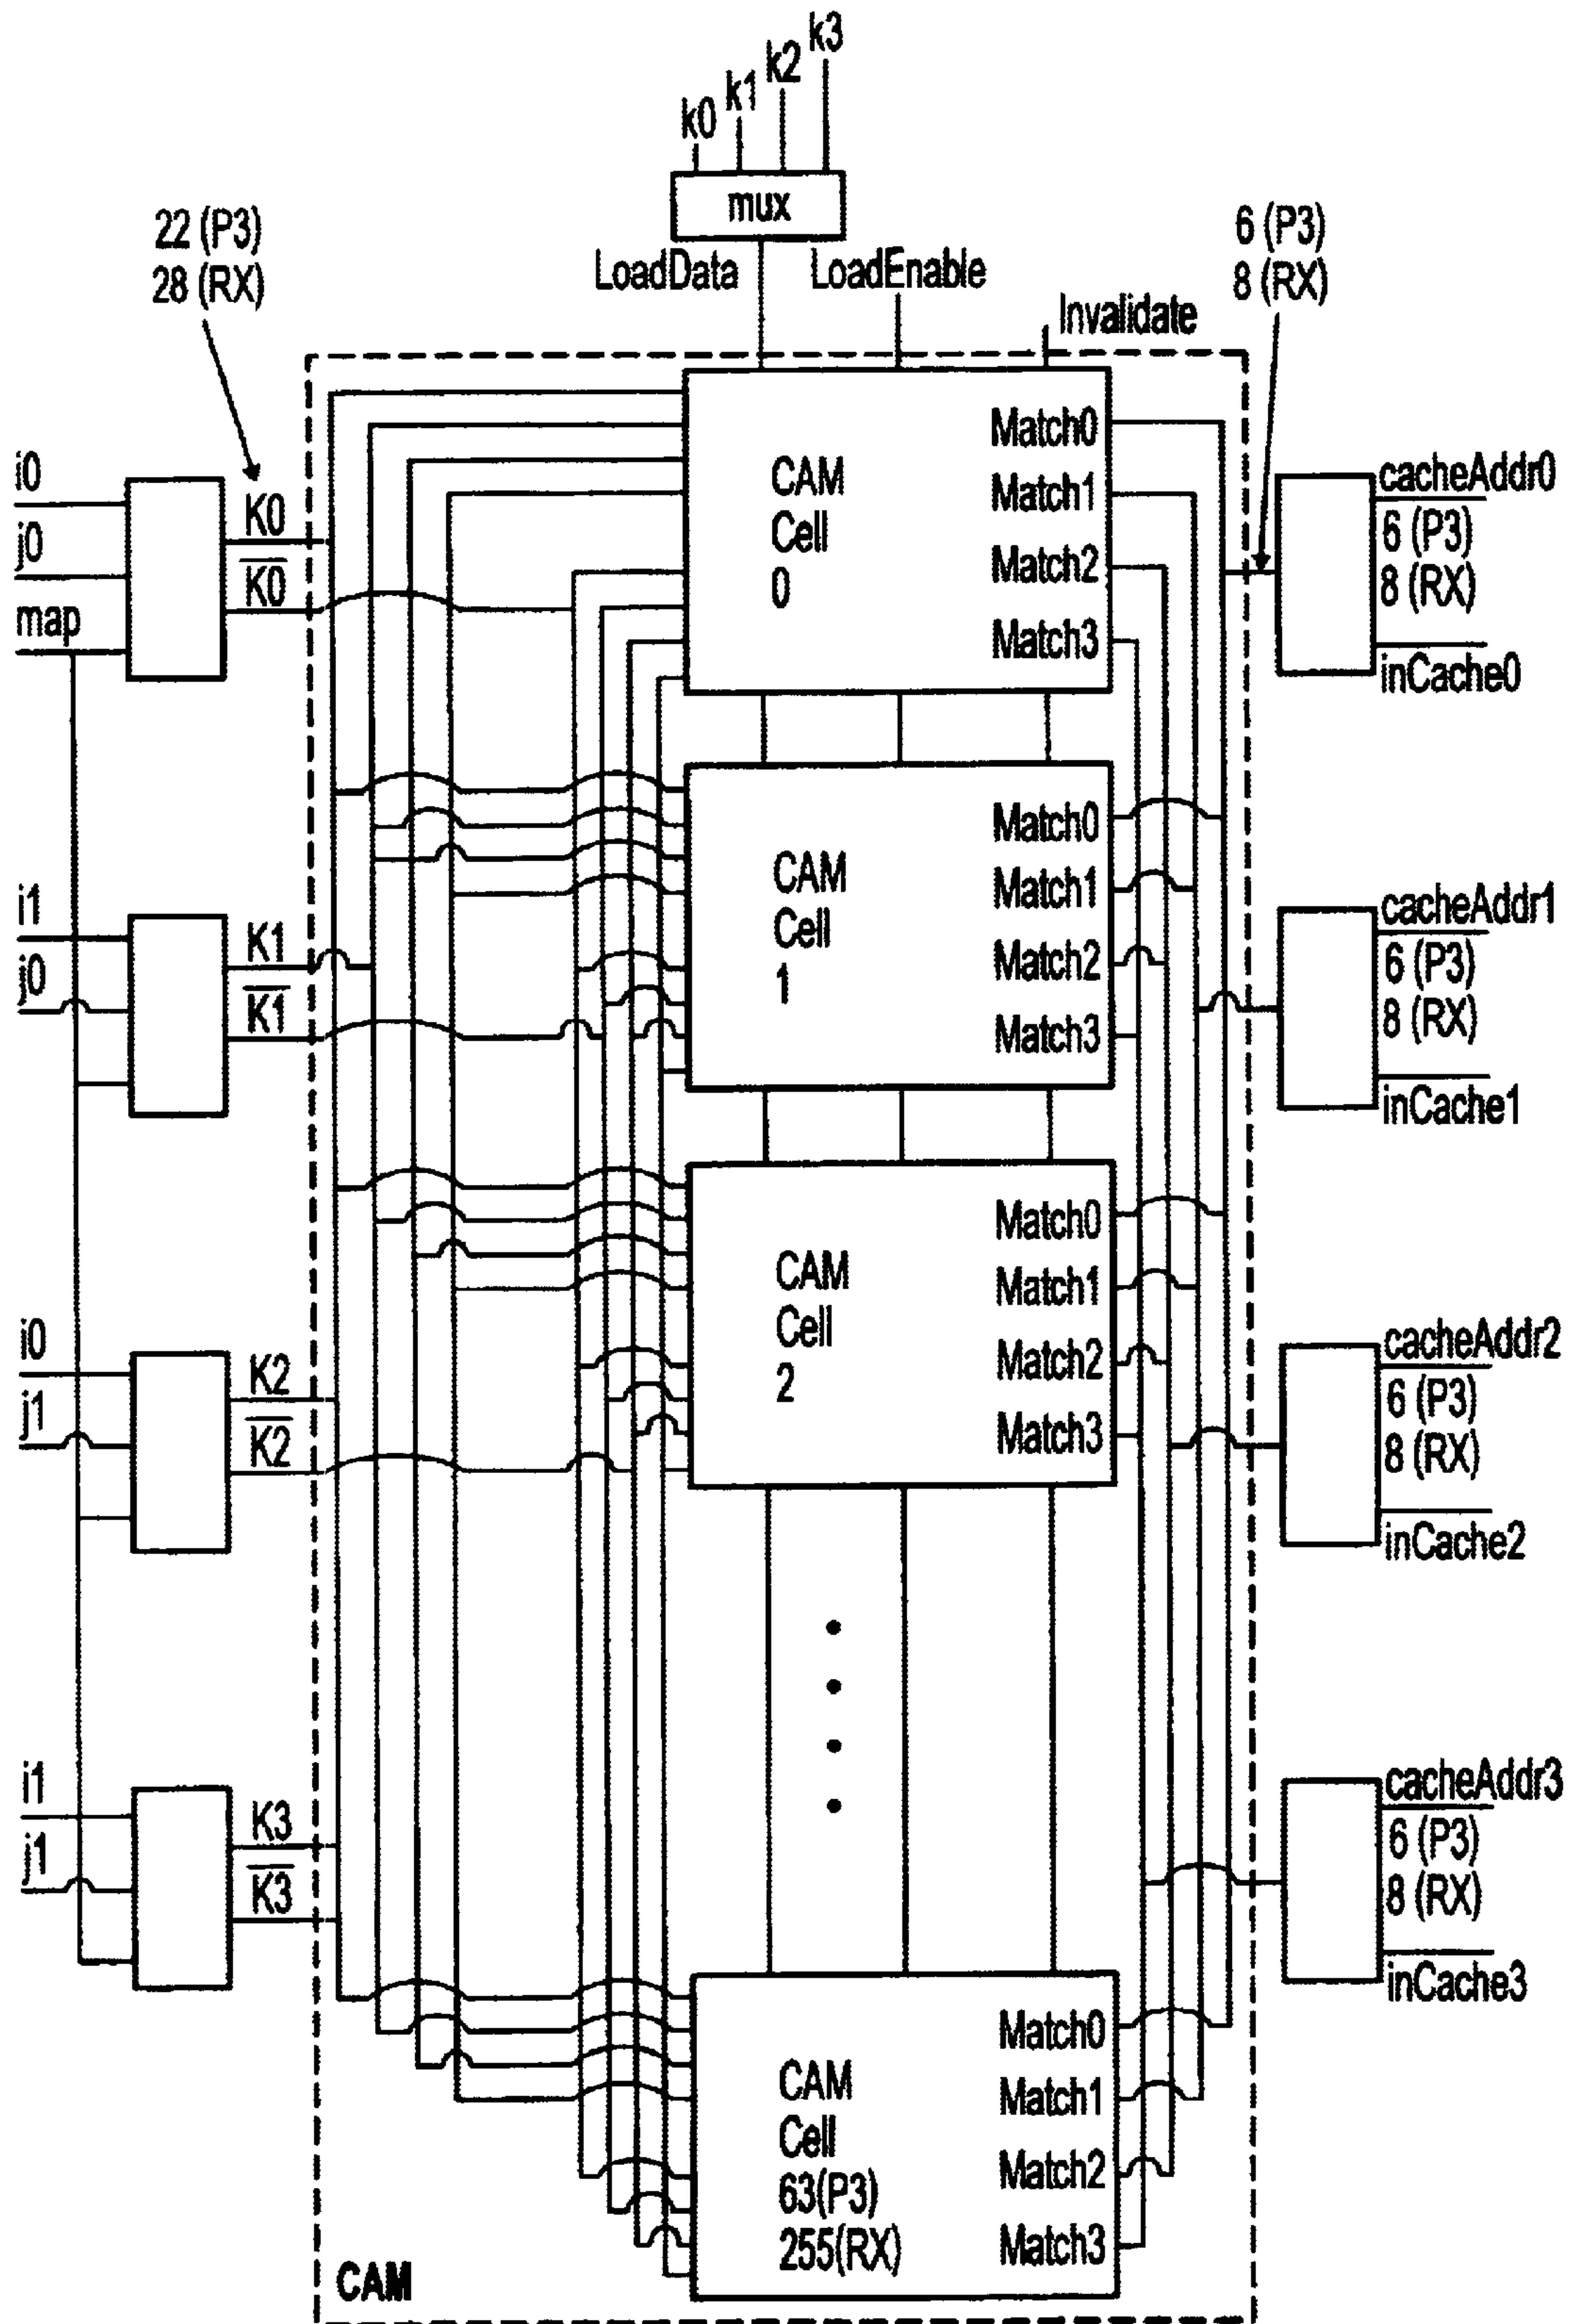 k0
k1
k2
k3
mux
LoadData
LoadEnable
Invalidate
22 (P3)
28 (RX)
6 (P3)
8 (RX)
i0
j0
map
K0
K0
i1
j0
K1
K1
i0
j1
K2
K2
i1
j1
K3
K3
CAM
Cell
0
Match0
Match1
Match2
Match3
CAM
Cell
1
Match0
Match1
Match2
Match3
CAM
Cell
2
Match0
Match1
Match2
Match3
CAM
Cell
63(P3)
255(RX)
Match0
Match1
Match2
Match3
CAM
cacheAddr0
6 (P3)
8 (RX)
inCache0
cacheAddr1
6 (P3)
8 (RX)
inCache1
cacheAddr2
6 (P3)
8 (RX)
inCache2
cacheAddr3
6 (P3)
8 (RX)
inCache3